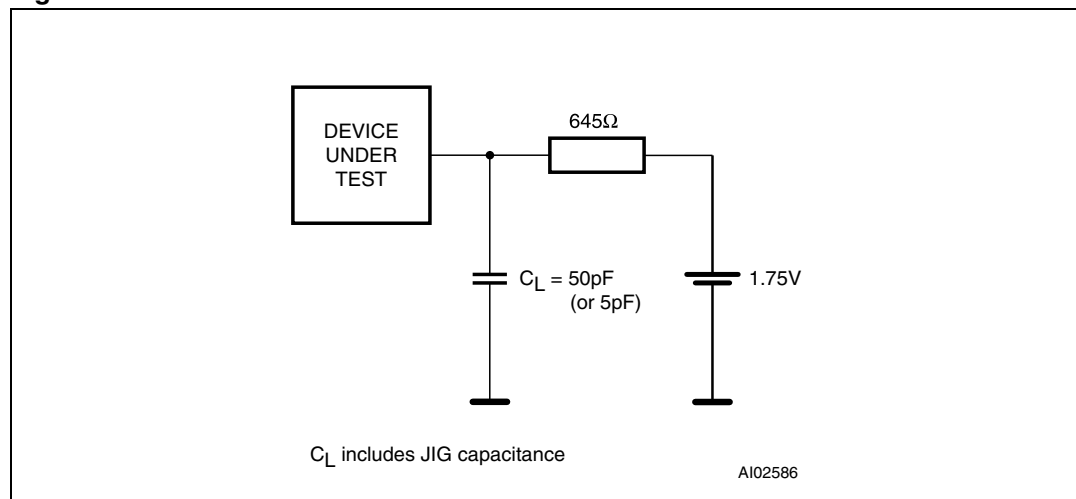 DEVICE
UNDER
TEST
645Ω
CL = 50pF
(or 5pF)
1.75V
CL includes JIG capacitance
AI02586